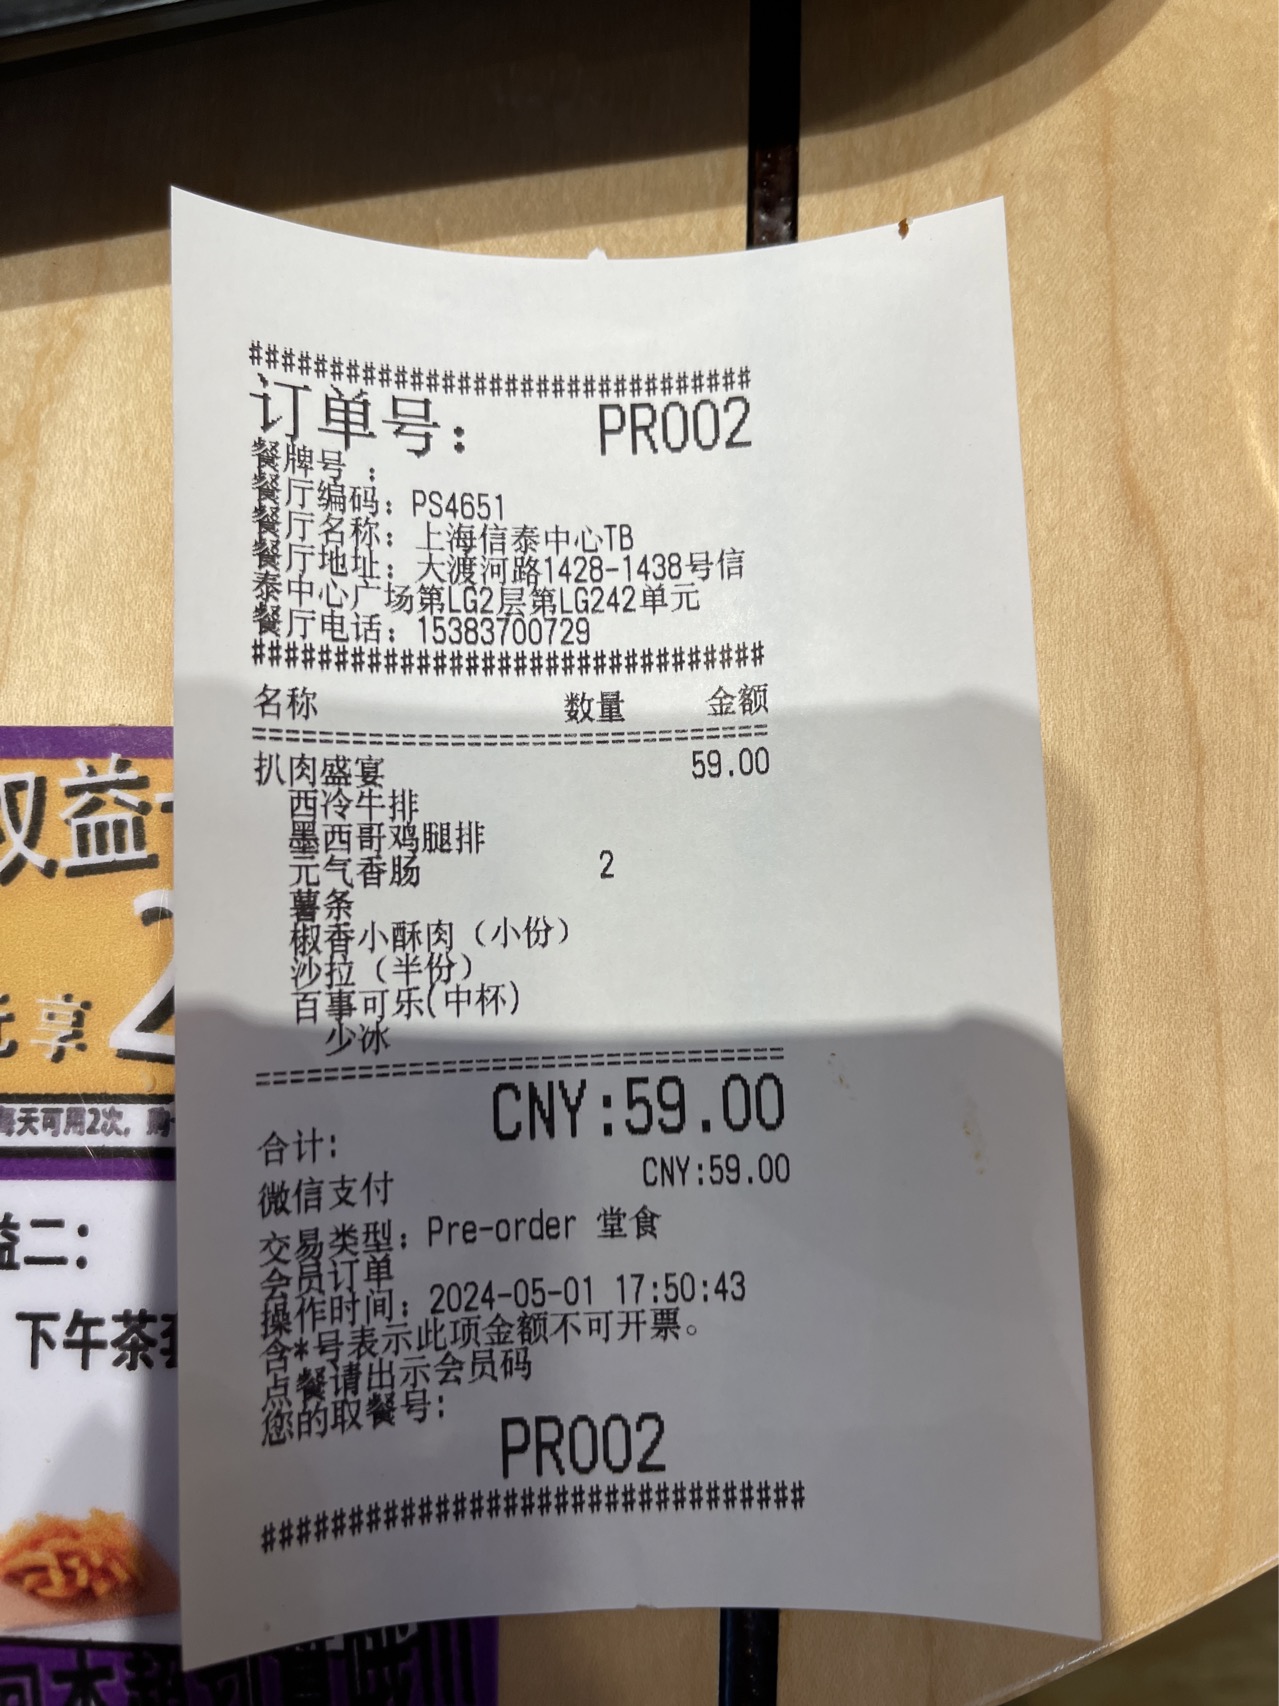 ##############################
订单号: PR002
餐牌号 :
餐厅编码: PS4651
餐厅名称: 上海信泰中心TB
餐厅地址: 大渡河路1428-1438号信
泰中心广场第LG2层第LG242单元
餐厅电话: 15383700729
##############################
名称 数量 金额
==============================
扒肉盛宴 59.00
西冷牛排
墨西哥鸡腿排
元气香肠 2
薯条
椒香小酥肉（小份）
沙拉（半份）
百事可乐(中杯)
少冰
==============================
CNY:59.00
合计:
CNY:59.00
微信支付
交易类型: Pre-order 堂食
会员订单
操作时间: 2024-05-01 17:50:43
含*号表示此项金额不可开票。
点餐请出示会员码
您的取餐号:
PR002
##############################
权益
享 2
每天可用2次,
益二:
下午茶